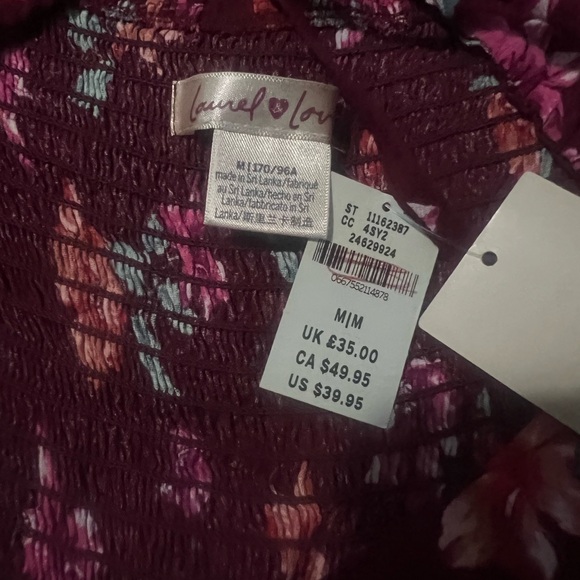 Laurel & Lov
M | 170/96A
made in Sri Lanka/fabriqué
au Sri Lanka/hecho en Sri
Lanka/fabbricato in Sri
Lanka/斯里兰卡制造
ST 11162387
CC 4SY2
24629924
0667552114878
M|M
UK £35.00
CA $49.95
US $39.95